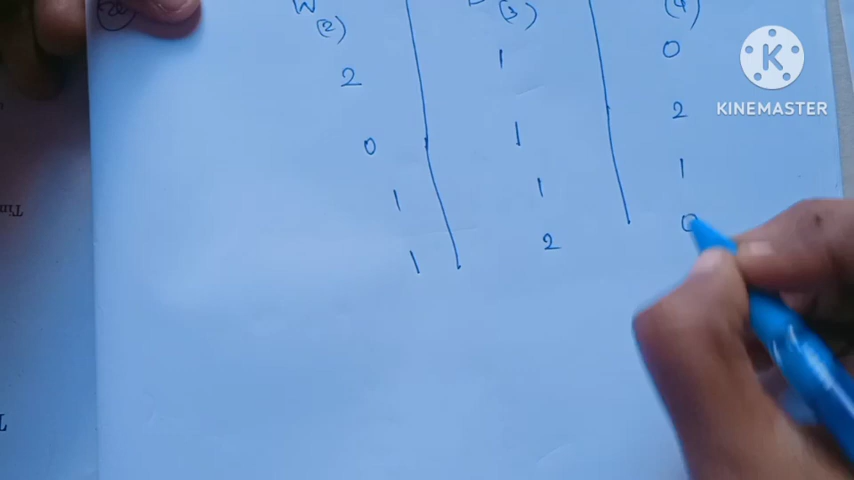 W
(2) (3) (4)
2 1 0
0 1 2
1 1 1
1 2 0
K
KINEMASTER